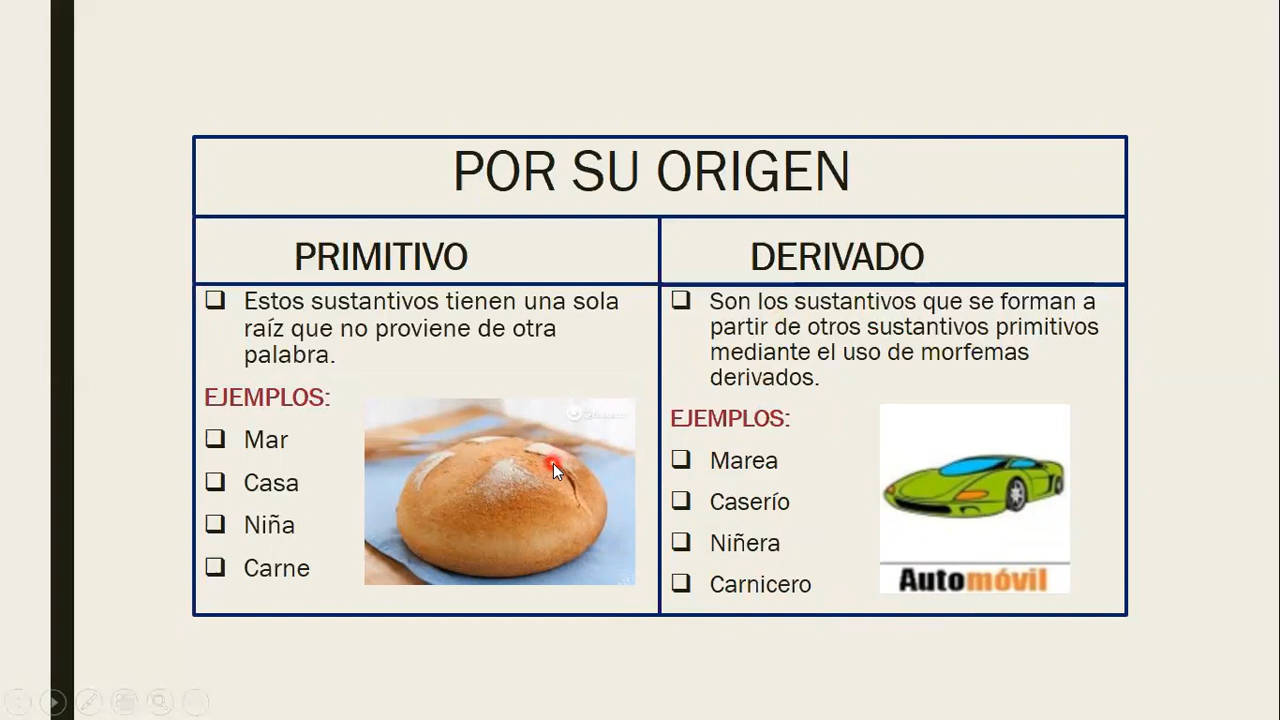 POR SU ORIGEN
PRIMITIVO
❑ Estos sustantivos tienen una sola
raíz que no proviene de otra
palabra.
EJEMPLOS:
❑ Mar
❑ Casa
❑ Niña
❑ Carne
DERIVADO
❑ Son los sustantivos que se forman a
partir de otros sustantivos primitivos
mediante el uso de morfemas
derivados.
EJEMPLOS:
❑ Marea
❑ Caserío
❑ Niñera
❑ Carnicero
Automóvil